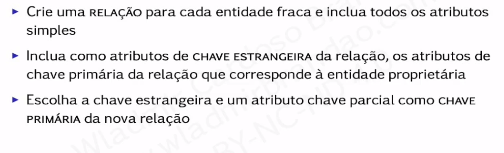 ▸ Crie uma RELAÇÃO para cada entidade fraca e inclua todos os atributos
simples
▸ Inclua como atributos de CHAVE ESTRANGEIRA da relação, os atributos de
chave primária da relação que corresponde à entidade proprietária
▸ Escolha a chave estrangeira e um atributo chave parcial como CHAVE
PRIMÁRIA da nova relação